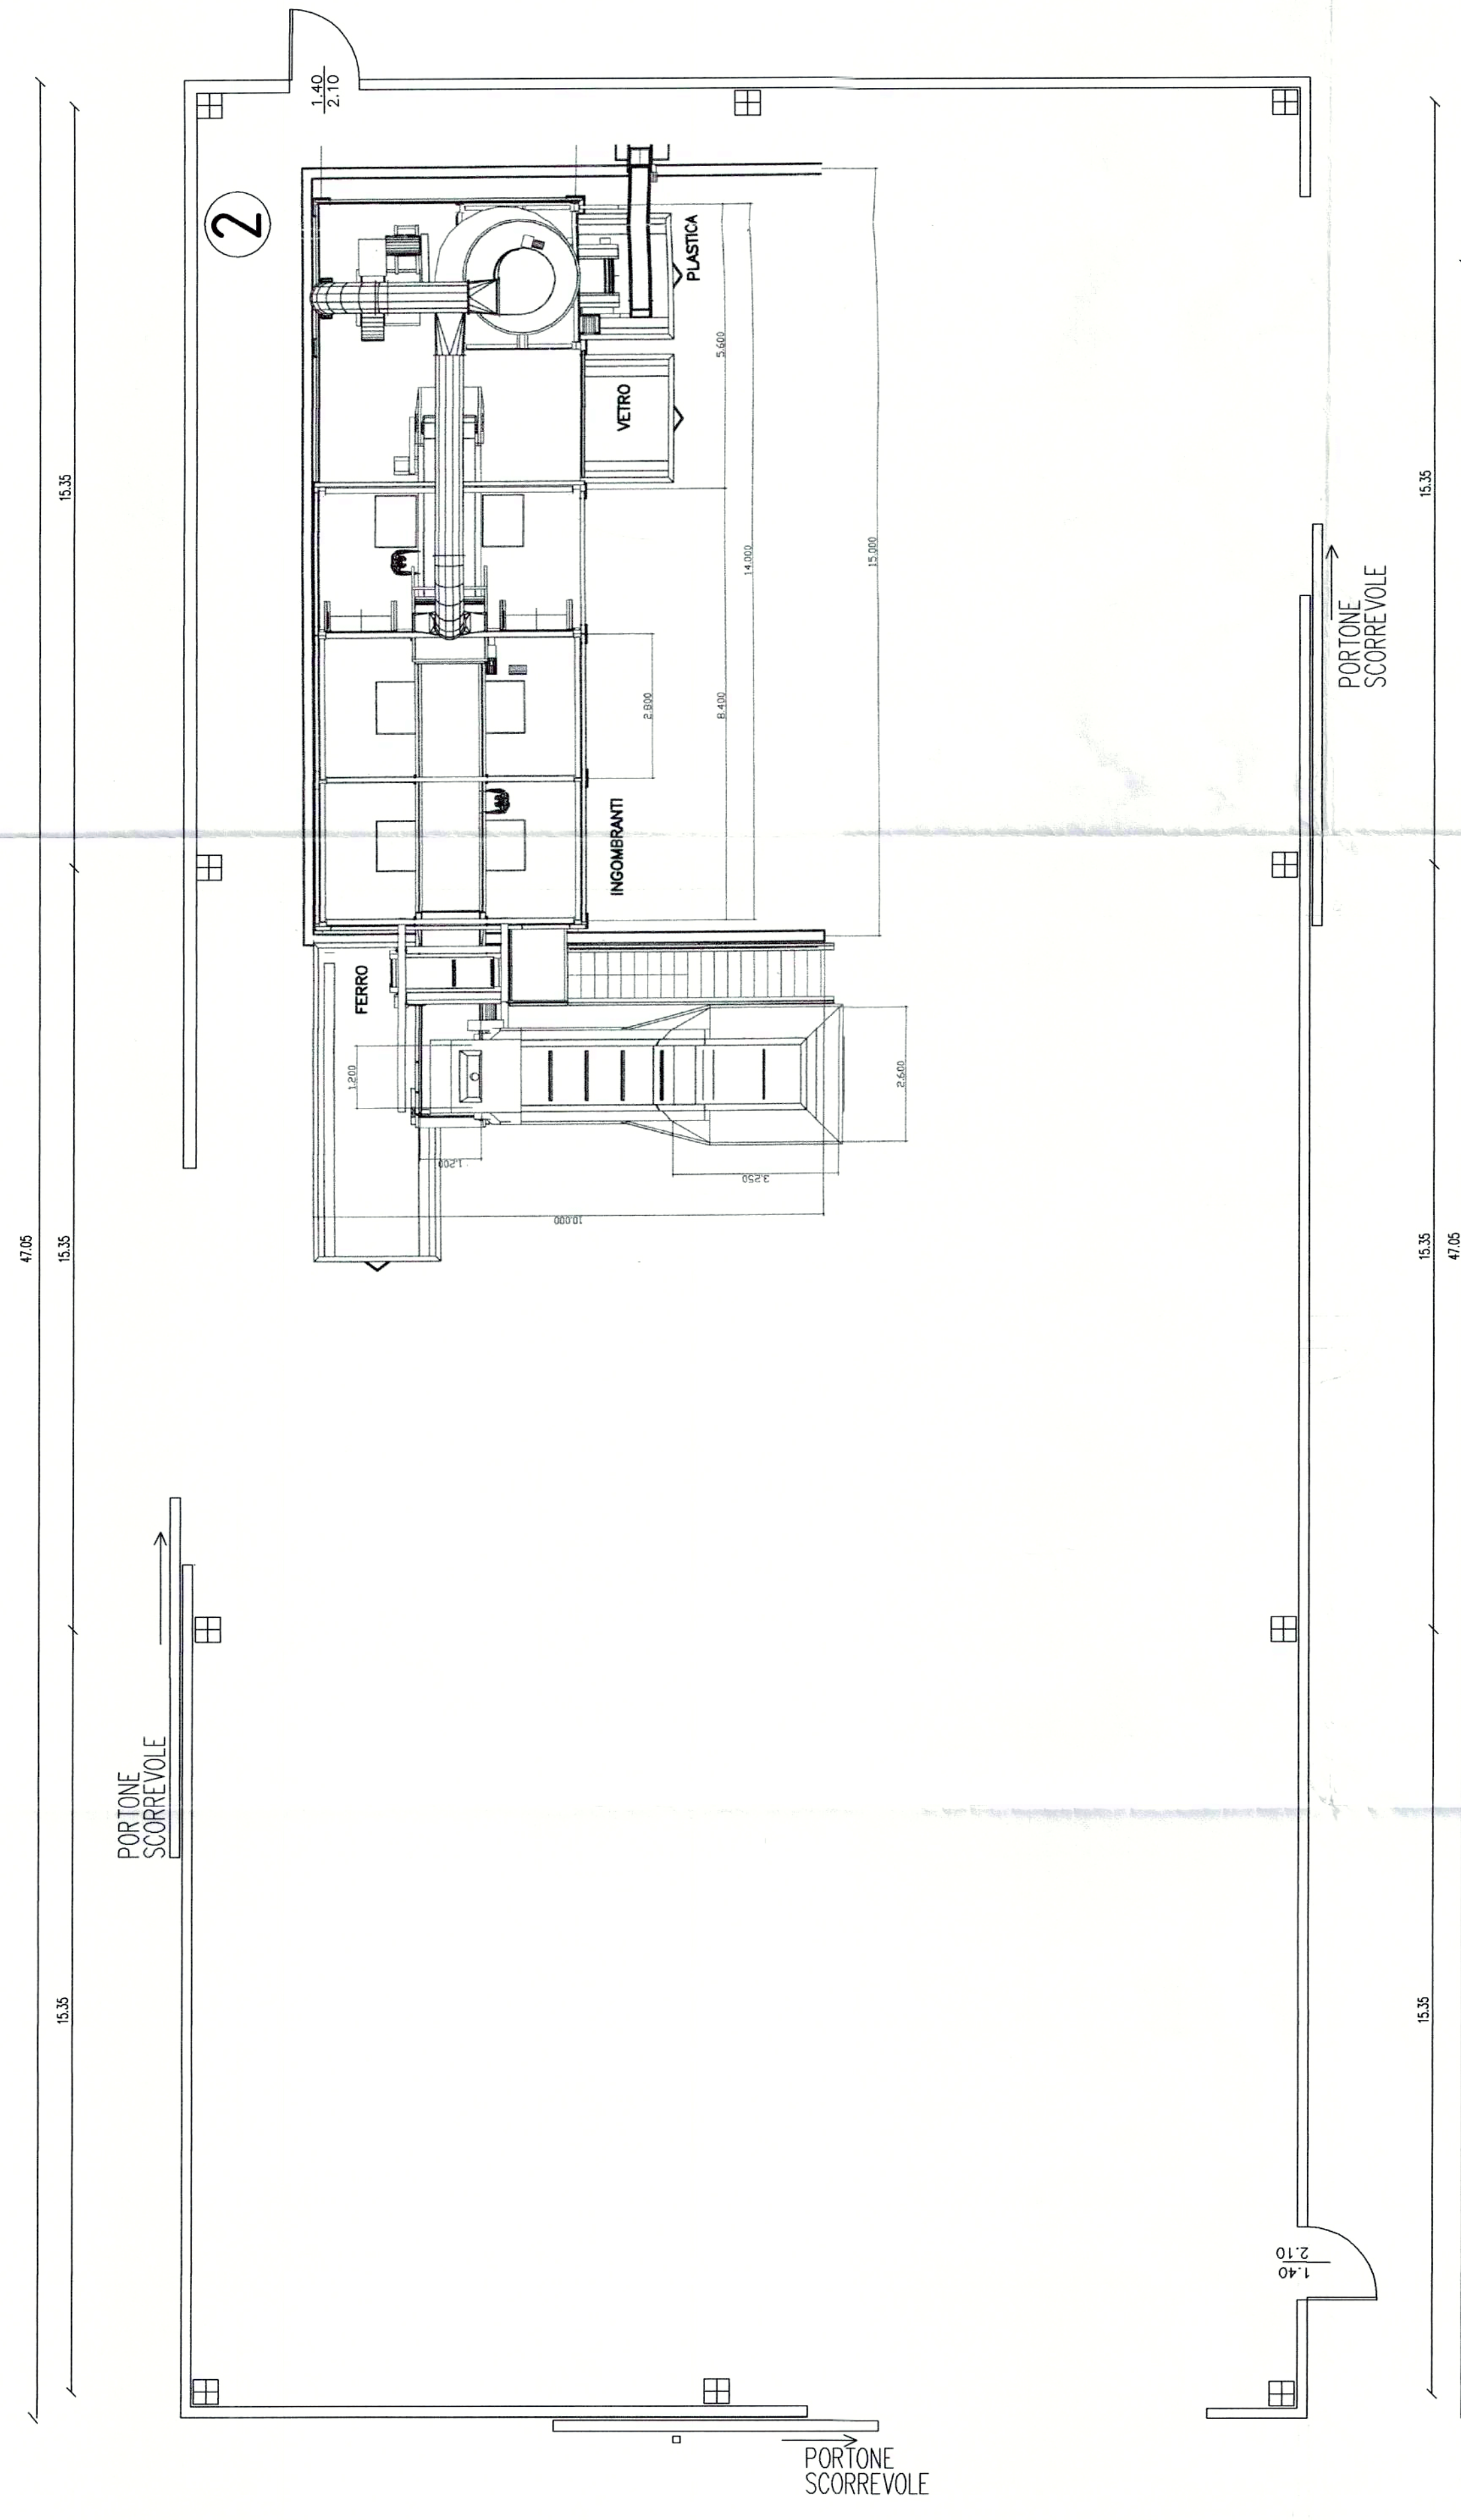 1.40
2.10
2
PLASTICA
5.600
VETRO
15.35
15.35
14.000
15.000
PORTONE
SCORREVOLE
2.800
8.400
INGOMBRANTI
FERRO
1.200
2.600
1.200
3.250
10.000
47.05
15.35
15.35
47.05
PORTONE
SCORREVOLE
15.35
15.35
1.40
2.10
PORTONE
SCORREVOLE